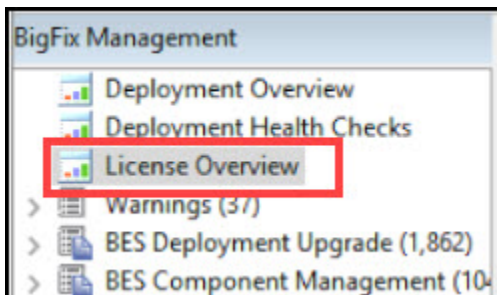 BigFix Management
Deployment Overview
Deployment Health Checks
License Overview
Warnings (37)
BES Deployment Upgrade (1,862)
BES Component Management (10